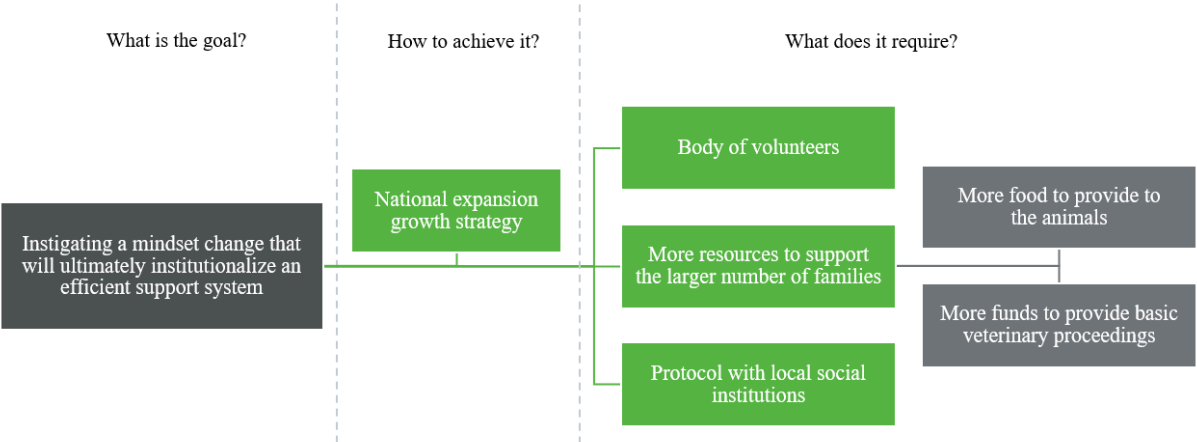 What is the goal?
How to achieve it?
What does it require?
Body of volunteers
National expansion
growth strategy
More food to provide to
the animals
Instigating a mindset change that
will ultimately institutionalize an
efficient support system
More resources to support
the larger number of families
More funds to provide basic
veterinary proceedings
Protocol with local social
institutions